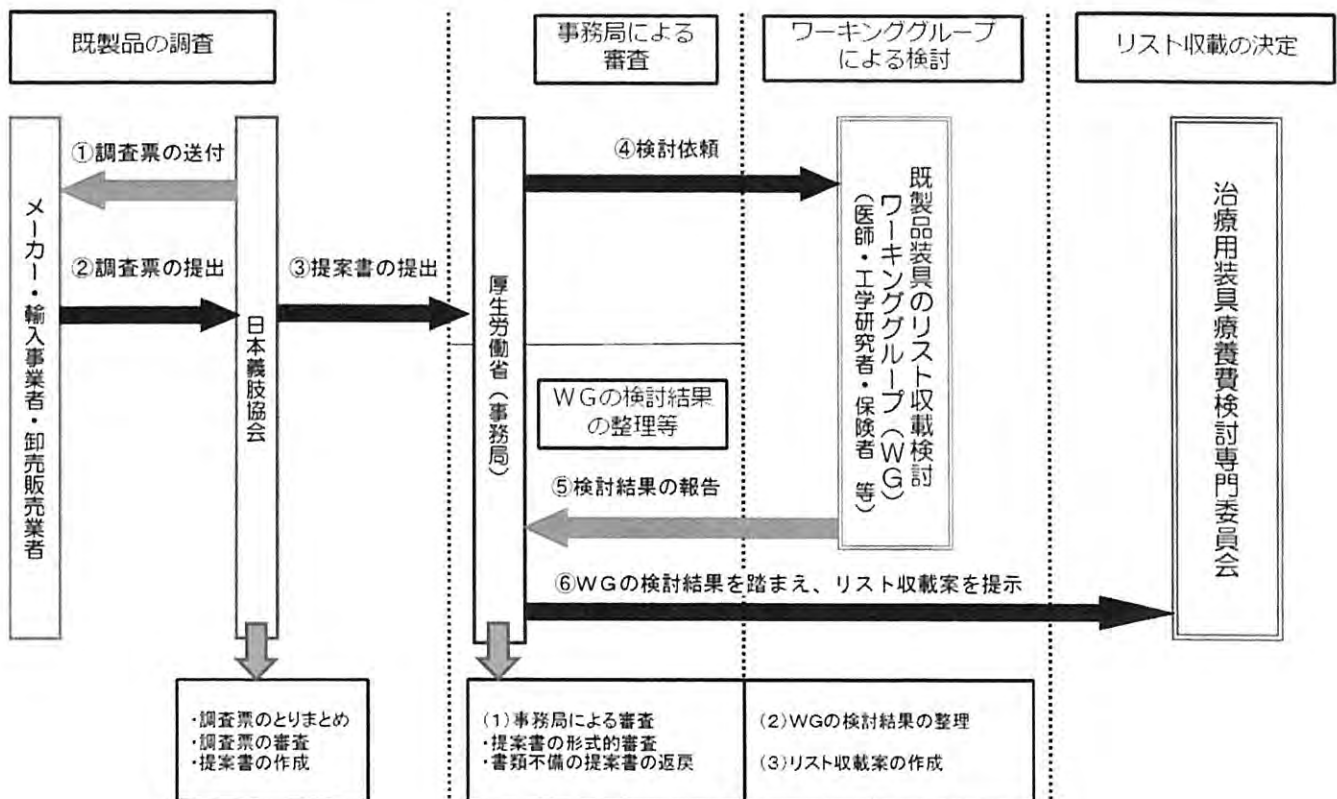 既製品の調査
事務局による
審査
ワーキンググループ
による検討
リスト収載の決定
①調査票の送付
④検討依頼
メーカー・輸入事業者・卸売販売業者
②調査票の提出
日本義肢協会
③提案書の提出
厚生労働省(事務局)
既製品装具のリスト収載検討
ワーキンググループ(WG)
(医師・工学研究者・保険者 等)
治療用装具療養費検討専門委員会
WGの検討結果
の整理等
⑤検討結果の報告
⑥WGの検討結果を踏まえ、リスト収載案を提示
・調査票のとりまとめ
・調査票の審査
・提案書の作成
(1)事務局による審査
・提案書の形式的審査
・書類不備の提案書の返戻
(2)WGの検討結果の整理
(3)リスト収載案の作成